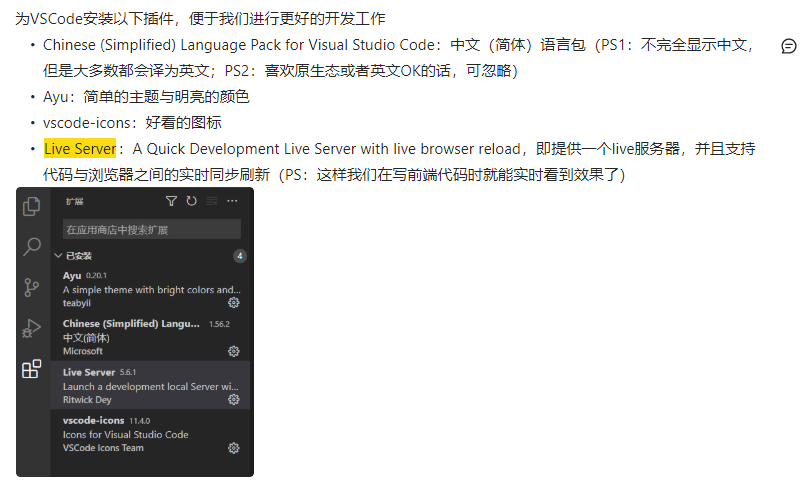 为VSCode安装以下插件，便于我们进行更好的开发工作
• Chinese (Simplified) Language Pack for Visual Studio Code：中文（简体）语言包（PS1：不完全显示中文，
但是大多数都会译为英文；PS2：喜欢原生态或者英文OK的话，可忽略）
• Ayu：简单的主题与明亮的颜色
• vscode-icons：好看的图标
• Live Server：A Quick Development Live Server with live browser reload，即提供一个live服务器，并且支持
代码与浏览器之间的实时同步刷新（PS：这样我们在写前端代码时就能实时看到效果了）
扩展
在应用商店中搜索扩展
已安装 4
Ayu 0.20.1
A simple theme with bright colors and...
teabyii
Chinese (Simplified) Langu... 1.56.2
中文(简体)
Microsoft
Live Server 5.6.1
Launch a development local Server wi...
Ritwick Dey
vscode-icons 11.4.0
Icons for Visual Studio Code
VSCode Icons Team